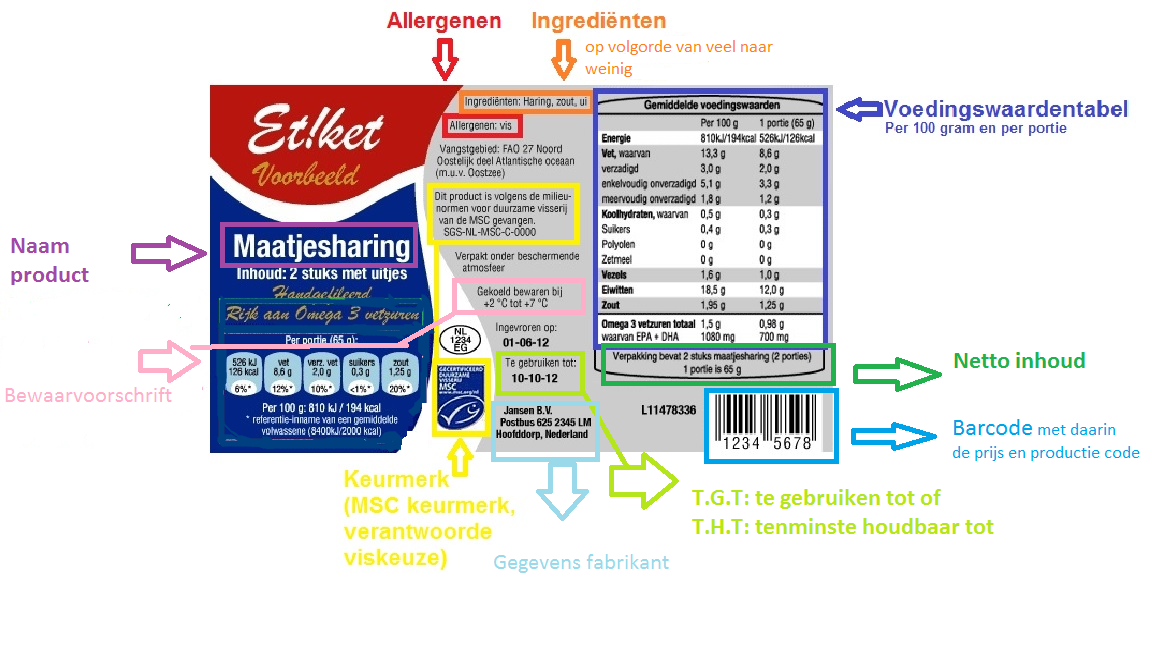 Allergenen
Ingrediënten
op volgorde van veel naar
weinig
Et!ket
Voorbeeld
Maatjesharing
Inhoud: 2 stuks met uitjes
Handgefileerd
Rijk aan Omega 3 vetzuren
Per portie (65 g):
526 kJ
126 kcal
6%*
vet
8,6 g
12%*
verz. vet
2,0 g
10%*
suikers
0,3 g
<1%*
zout
1,25 g
20%*
Per 100 g: 810 kJ / 194 kcal
* referentie-inname van een gemiddelde
volwassene (8400kJ/2000 kcal)
Ingrediënten: Haring, zout, ui
Allergenen: vis
Vangstgebied: FAO 27 Noord
Oostelijk deel Atlantische oceaan
(m.u.v. Oostzee)
Dit product is volgens de milieu-
normen voor duurzame visserij
van de MSC gevangen.
SGS-NL-MSC-C-0000
Verpakt onder beschermende
atmosfeer
Gekoeld bewaren bij
+2 °C tot +7 °C
NL
1234
EG
Ingevroren op:
01-06-12
Te gebruiken tot:
10-10-12
GECERTIFICEERD
DUURZAME
VISSERIJ
MSC
www.msc.org/nl
Jansen B.V.
Postbus 625 2345 LM
Hoofddorp, Nederland
Gemiddelde voedingswaarden
Per 100 g 1 portie (65 g)
Energie 810kJ/194kcal 526kJ/126kcal
Vet, waarvan 13,3 g 8,6 g
verzadigd 3,0 g 2,0 g
enkelvoudig onverzadigd 5,1 g 3,3 g
meervoudig onverzadigd 1,8 g 1,2 g
Koolhydraten, waarvan 0,5 g 0,3 g
Suikers 0,4 g 0,3 g
Polyolen 0 g 0 g
Zetmeel 0 g 0 g
Vezels 1,6 g 1,0 g
Eiwitten 18,5 g 12,0 g
Zout 1,95 g 1,25 g
Omega 3 vetzuren totaal 1,5 g 0,98 g
waarvan EPA + DHA 1080 mg 700 mg
Verpakking bevat 2 stuks maatjesharing (2 porties)
1 portie is 65 g
L11478336
1234 5678
Voedingswaardentabel
Per 100 gram en per portie
Naam
product
Bewaarvoorschrift
Netto inhoud
Barcode met daarin
de prijs en productie code
Keurmerk
(MSC keurmerk,
verantwoorde
viskeuze)
Gegevens fabrikant
T.G.T: te gebruiken tot of
T.H.T: tenminste houdbaar tot